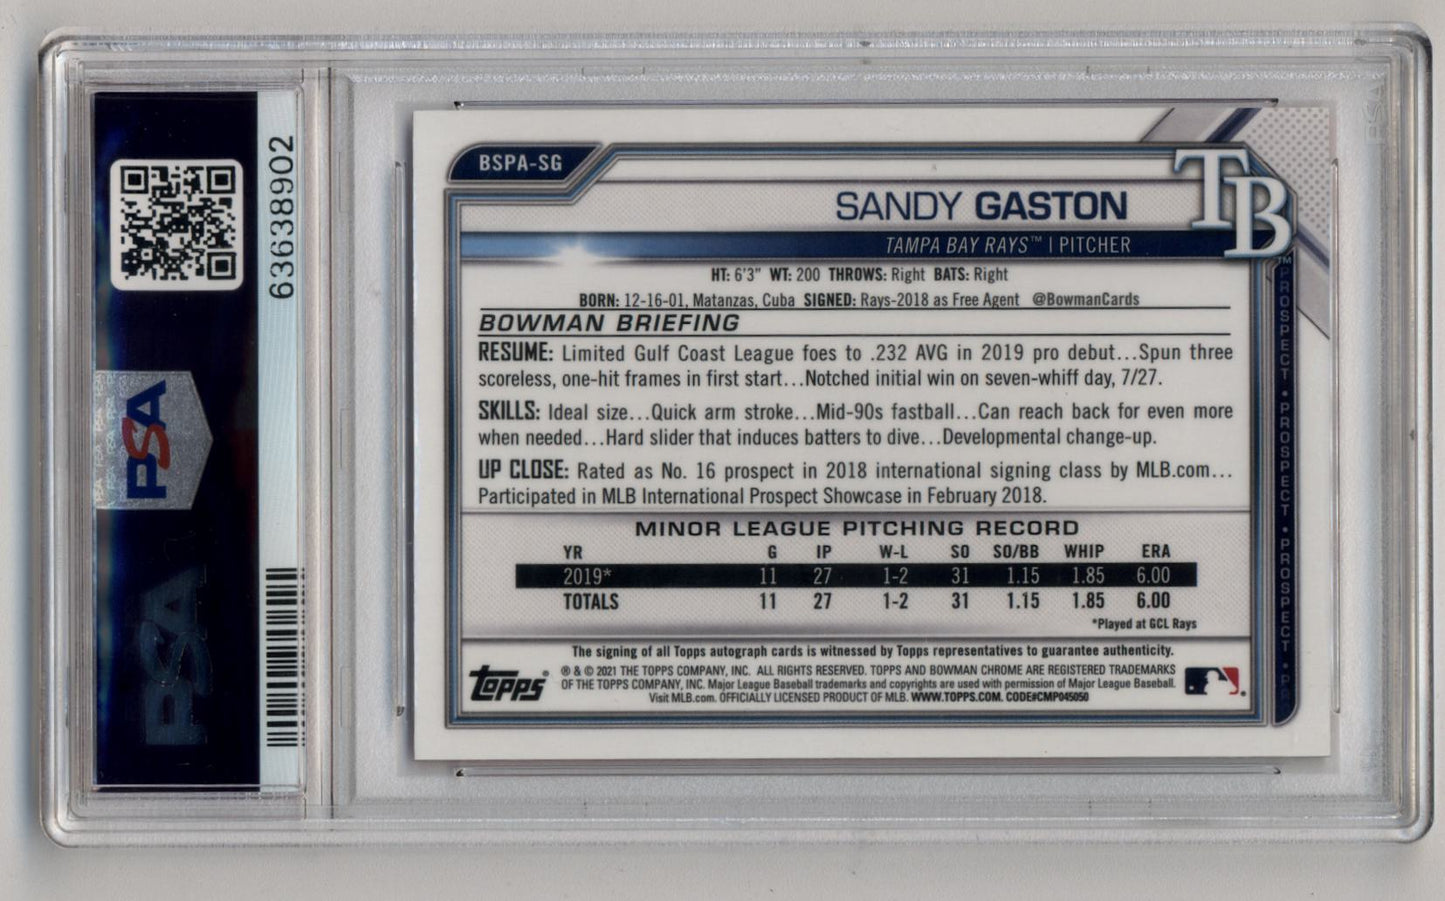 63638902
PSA
PSA
BSPA-SG
TB™
SANDY GASTON
TAMPA BAY RAYS™ | PITCHER
HT: 6'3" WT: 200 THROWS: Right BATS: Right
BORN: 12-16-01, Matanzas, Cuba SIGNED: Rays-2018 as Free Agent @BowmanCards
BOWMAN BRIEFING
RESUME: Limited Gulf Coast League foes to .232 AVG in 2019 pro debut...Spun three
scoreless, one-hit frames in first start...Notched initial win on seven-whiff day, 7/27.
SKILLS: Ideal size...Quick arm stroke...Mid-90s fastball...Can reach back for even more
when needed...Hard slider that induces batters to dive...Developmental change-up.
UP CLOSE: Rated as No. 16 prospect in 2018 international signing class by MLB.com...
Participated in MLB International Prospect Showcase in February 2018.
MINOR LEAGUE PITCHING RECORD
YR G IP W-L SO SO/BB WHIP ERA
2019* 11 27 1-2 31 1.15 1.85 6.00
TOTALS 11 27 1-2 31 1.15 1.85 6.00
*Played at GCL Rays
The signing of all Topps autograph cards is witnessed by Topps representatives to guarantee authenticity.
Topps®
® & © 2021 THE TOPPS COMPANY, INC. ALL RIGHTS RESERVED. TOPPS AND BOWMAN CHROME ARE REGISTERED TRADEMARKS
OF THE TOPPS COMPANY, INC. Major League Baseball trademarks and copyrights are used with permission of Major League Baseball.
Visit MLB.com. OFFICIALLY LICENSED PRODUCT OF MLB. WWW.TOPPS.COM. CODE#CMP045050
PROSPECT • PROSPECT • PROSPECT • PR
PSA